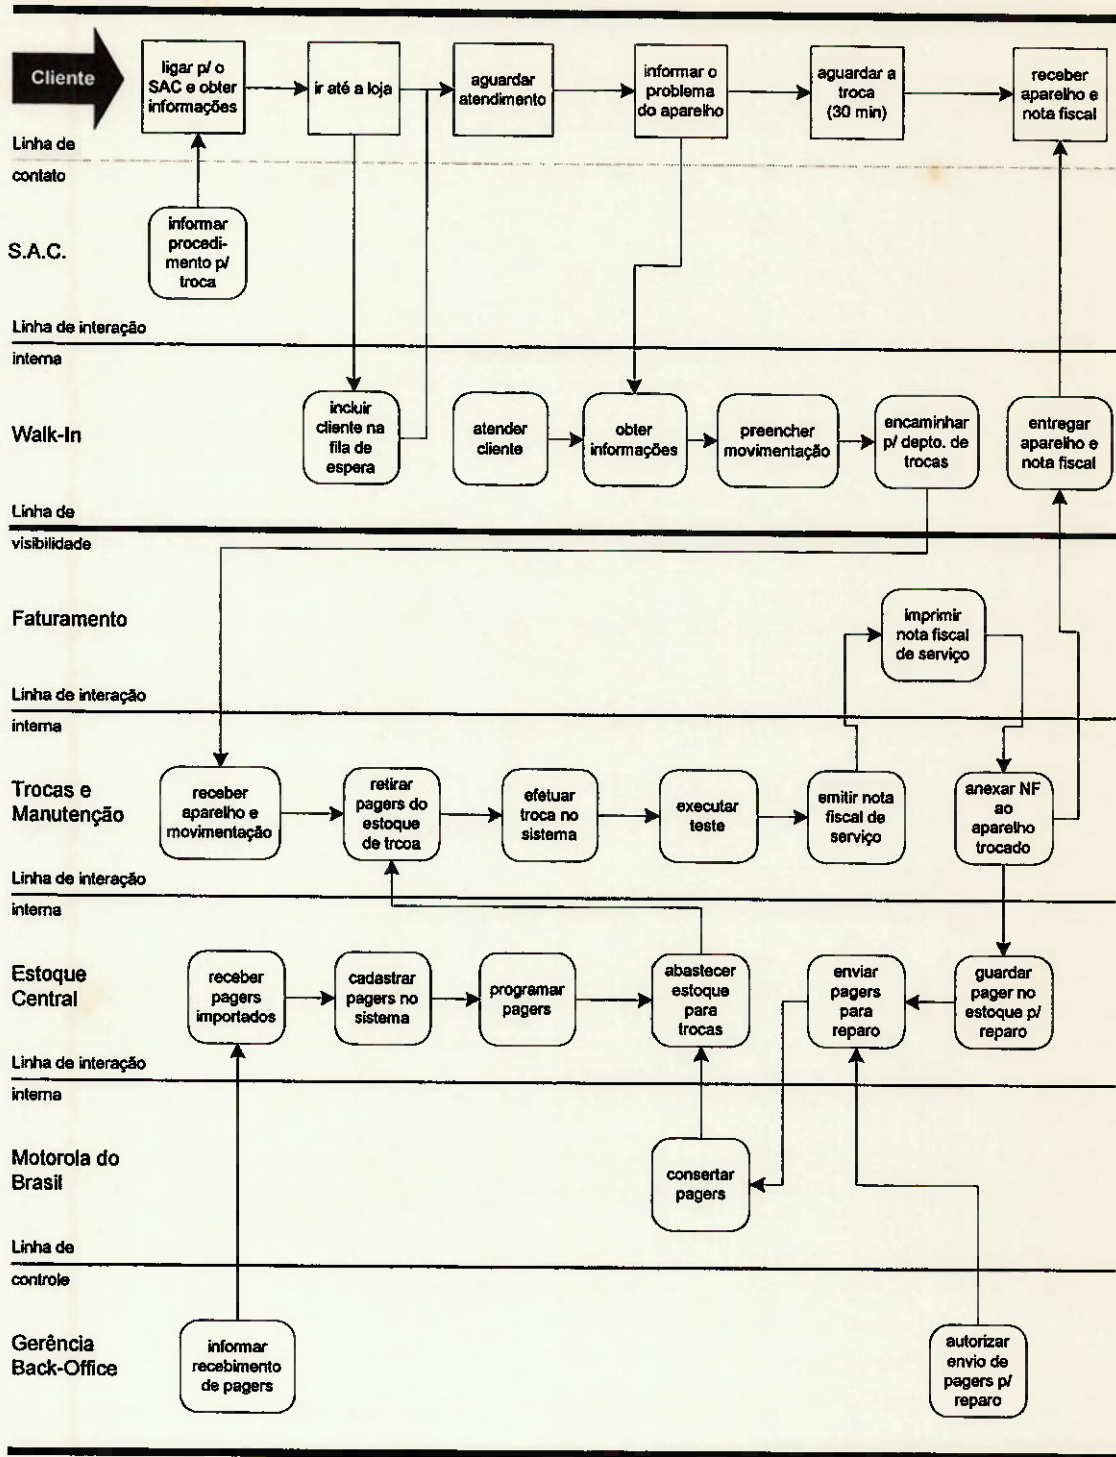 Cliente
ligar p/ o
SAC e obter
informações
ir até a loja
aguardar
atendimento
informar o
problema
do aparelho
aguardar a
troca
(30 min)
receber
aparelho e
nota fiscal
Linha de
contato
S.A.C.
informar
procedi-
mento p/
troca
Linha de interação
interna
Walk-In
incluir
cliente na
fila de
espera
atender
cliente
obter
informações
preencher
movimentação
encaminhar
p/ depto. de
trocas
entregar
aparelho e
nota fiscal
Linha de
visibilidade
Faturamento
imprimir
nota fiscal
de serviço
Linha de interação
interna
Trocas e
Manutenção
receber
aparelho e
movimentação
retirar
pagers do
estoque
de trcoa
efetuar
troca no
sistema
executar
teste
emitir nota
fiscal de
serviço
anexar NF
ao
aparelho
trocado
Linha de interação
interna
Estoque
Central
receber
pagers
importados
cadastrar
pagers no
sistema
programar
pagers
abastecer
estoque
para
trocas
enviar
pagers
para
reparo
guardar
pager no
estoque p/
reparo
Linha de interação
interna
Motorola do
Brasil
consertar
pagers
Linha de
controle
Gerência
Back-Office
informar
recebimento
de pagers
autorizar
envio de
pagers p/
reparo